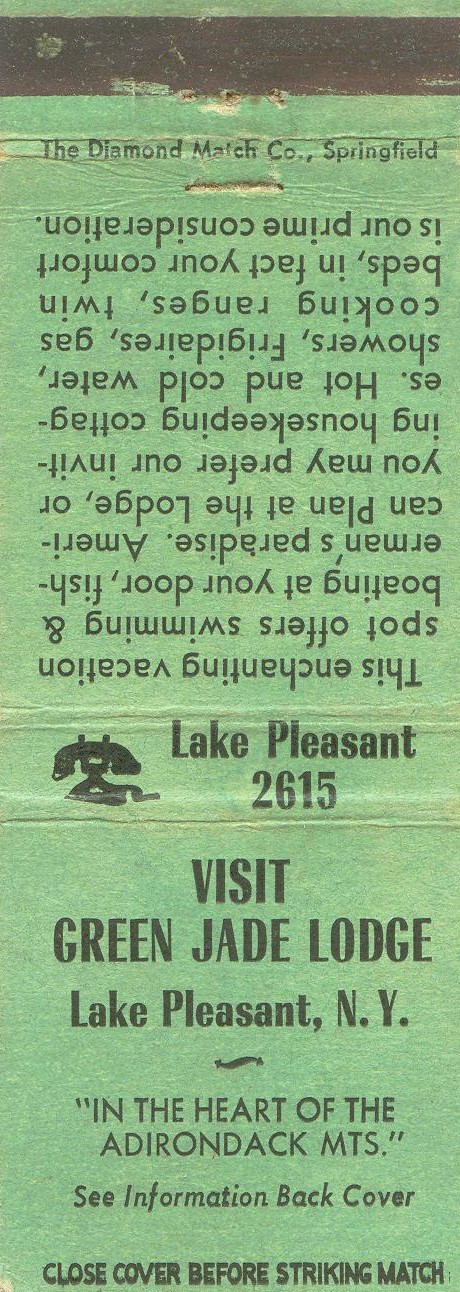 The Diamond Match Co., Springfield
This enchanting vacation
spot offers swimming &
boating at your door, fish-
erman's paradise. Ameri-
can Plan at the Lodge, or
you may prefer our invit-
ing housekeeping cottag-
es. Hot and cold water,
showers, Frigidaires, gas
cooking ranges, twin
beds, in fact your comfort
is our prime consideration.
Lake Pleasant
2615
VISIT
GREEN JADE LODGE
Lake Pleasant, N. Y.
"IN THE HEART OF THE
ADIRONDACK MTS."
See Information Back Cover
CLOSE COVER BEFORE STRIKING MATCH